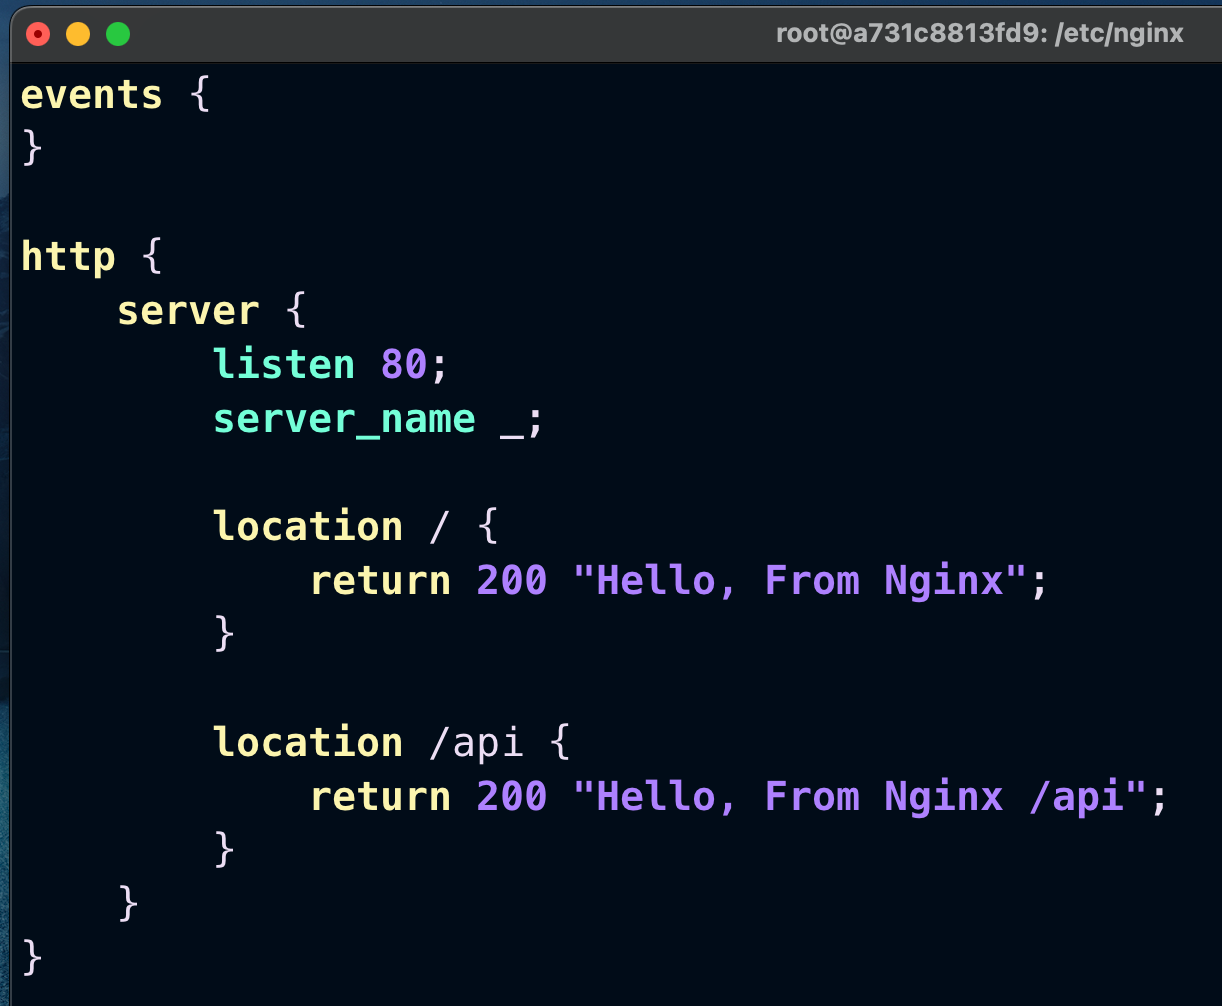 root@a731c8813fd9: /etc/nginx
events {
}
http {
    server {
        listen 80;
        server_name _;
        location / {
            return 200 "Hello, From Nginx";
        }
        location /api {
            return 200 "Hello, From Nginx /api";
        }
    }
}